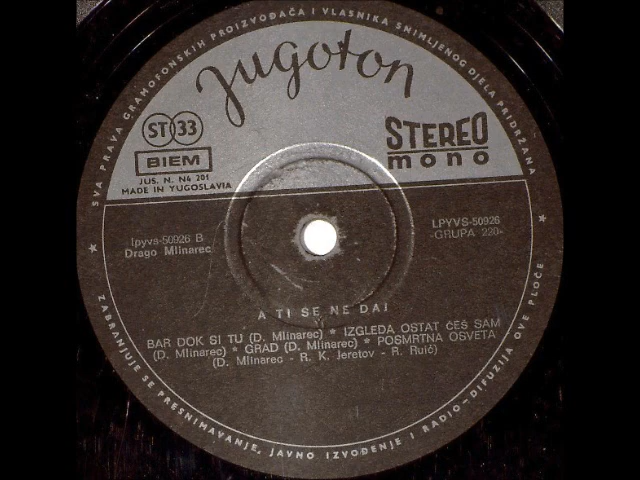 SVA PRAVA GRAMOFONSKIH PROIZVOĐAČA I VLASNIKA SNIMLJENOG DJELA PRIDRŽANA
Jugoton
ST 33
BIEM
JUS. N. N4 201
MADE IN YUGOSLAVIA
STEREO
mono
lpyvs-50926 B
Drago Mlinarec
LPYVS-50926
-GRUPA 220-
A TI SE NE DAJ
BAR DOK SI TU (D. Mlinarec) * IZGLEDA OSTAT ĆEŠ SAM
(D. Mlinarec) * GRAD (D. Mlinarec) * POSMRTNA OSVETA
(D. Mlinarec - R. K. Jeretov - R. Ruić)
ZABRANJUJE SE PRESNIMAVANJE, JAVNO IZVOĐENJE I RADIO-DIFUZIJA OVE PLOČE